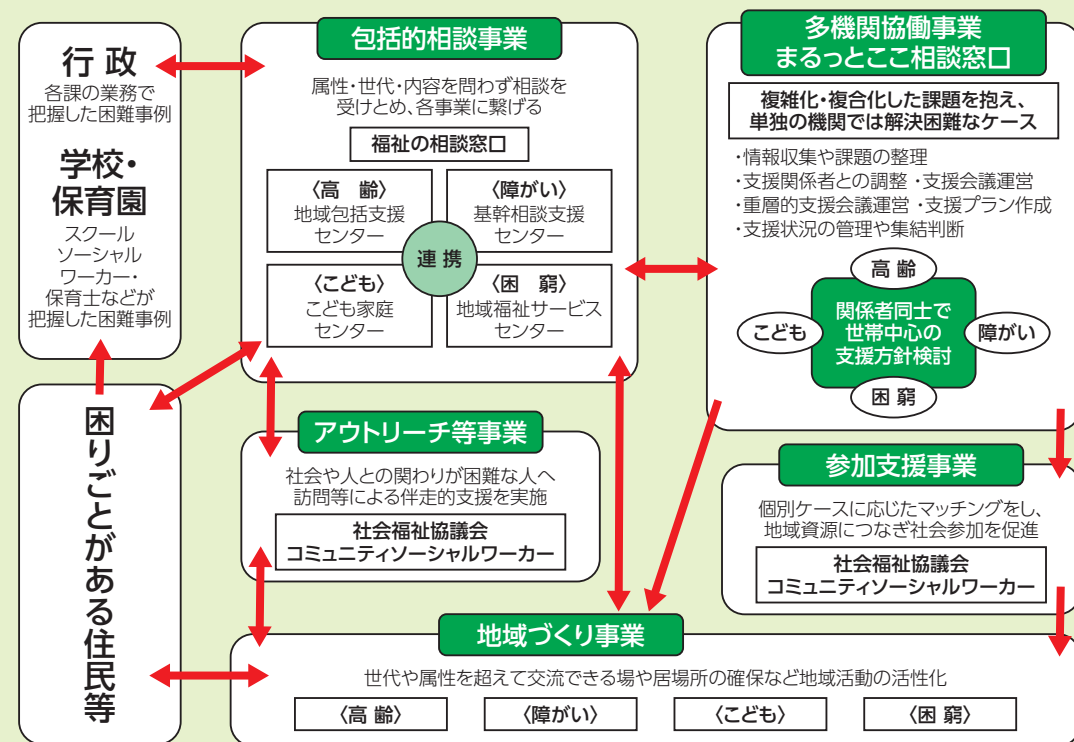 行 政
各課の業務で
把握した困難事例
学校・
保育園
スクール
ソーシャル
ワーカー・
保育士などが
把握した困難事例
困りごとがある住民等
包括的相談事業
属性・世代・内容を問わず相談を
受けとめ、各事業に繋げる
福祉の相談窓口
〈高　齢〉
地域包括支援
センター
〈障がい〉
基幹相談支援
センター
連 携
〈こども〉
こども家庭
センター
〈困　窮〉
地域福祉サービス
センター
アウトリーチ等事業
社会や人との関わりが困難な人へ
訪問等による伴走的支援を実施
社会福祉協議会
コミュニティソーシャルワーカー
多機関協働事業
まるっとここ相談窓口
複雑化・複合化した課題を抱え、
単独の機関では解決困難なケース
・情報収集や課題の整理
・支援関係者との調整 ・支援会議運営
・重層的支援会議運営 ・支援プラン作成
・支援状況の管理や集結判断
高 齢
こども
関係者同士で
世帯中心の
支援方針検討
障がい
困 窮
参加支援事業
個別ケースに応じたマッチングをし、
地域資源につなぎ社会参加を促進
社会福祉協議会
コミュニティソーシャルワーカー
地域づくり事業
世代や属性を超えて交流できる場や居場所の確保など地域活動の活性化
〈高 齢〉
〈障がい〉
〈こども〉
〈困 窮〉